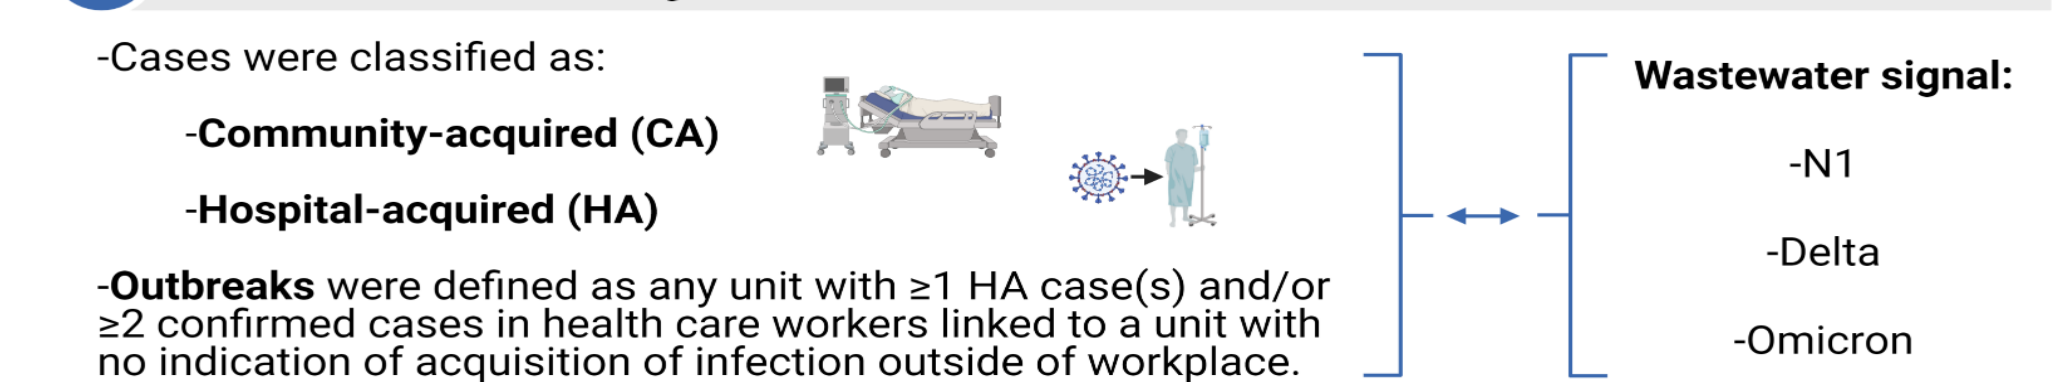 -Cases were classified as:
-Community-acquired (CA)
-Hospital-acquired (HA)
-Outbreaks were defined as any unit with ≥1 HA case(s) and/or
≥2 confirmed cases in health care workers linked to a unit with
no indication of acquisition of infection outside of workplace.
Wastewater signal:
-N1
-Delta
-Omicron